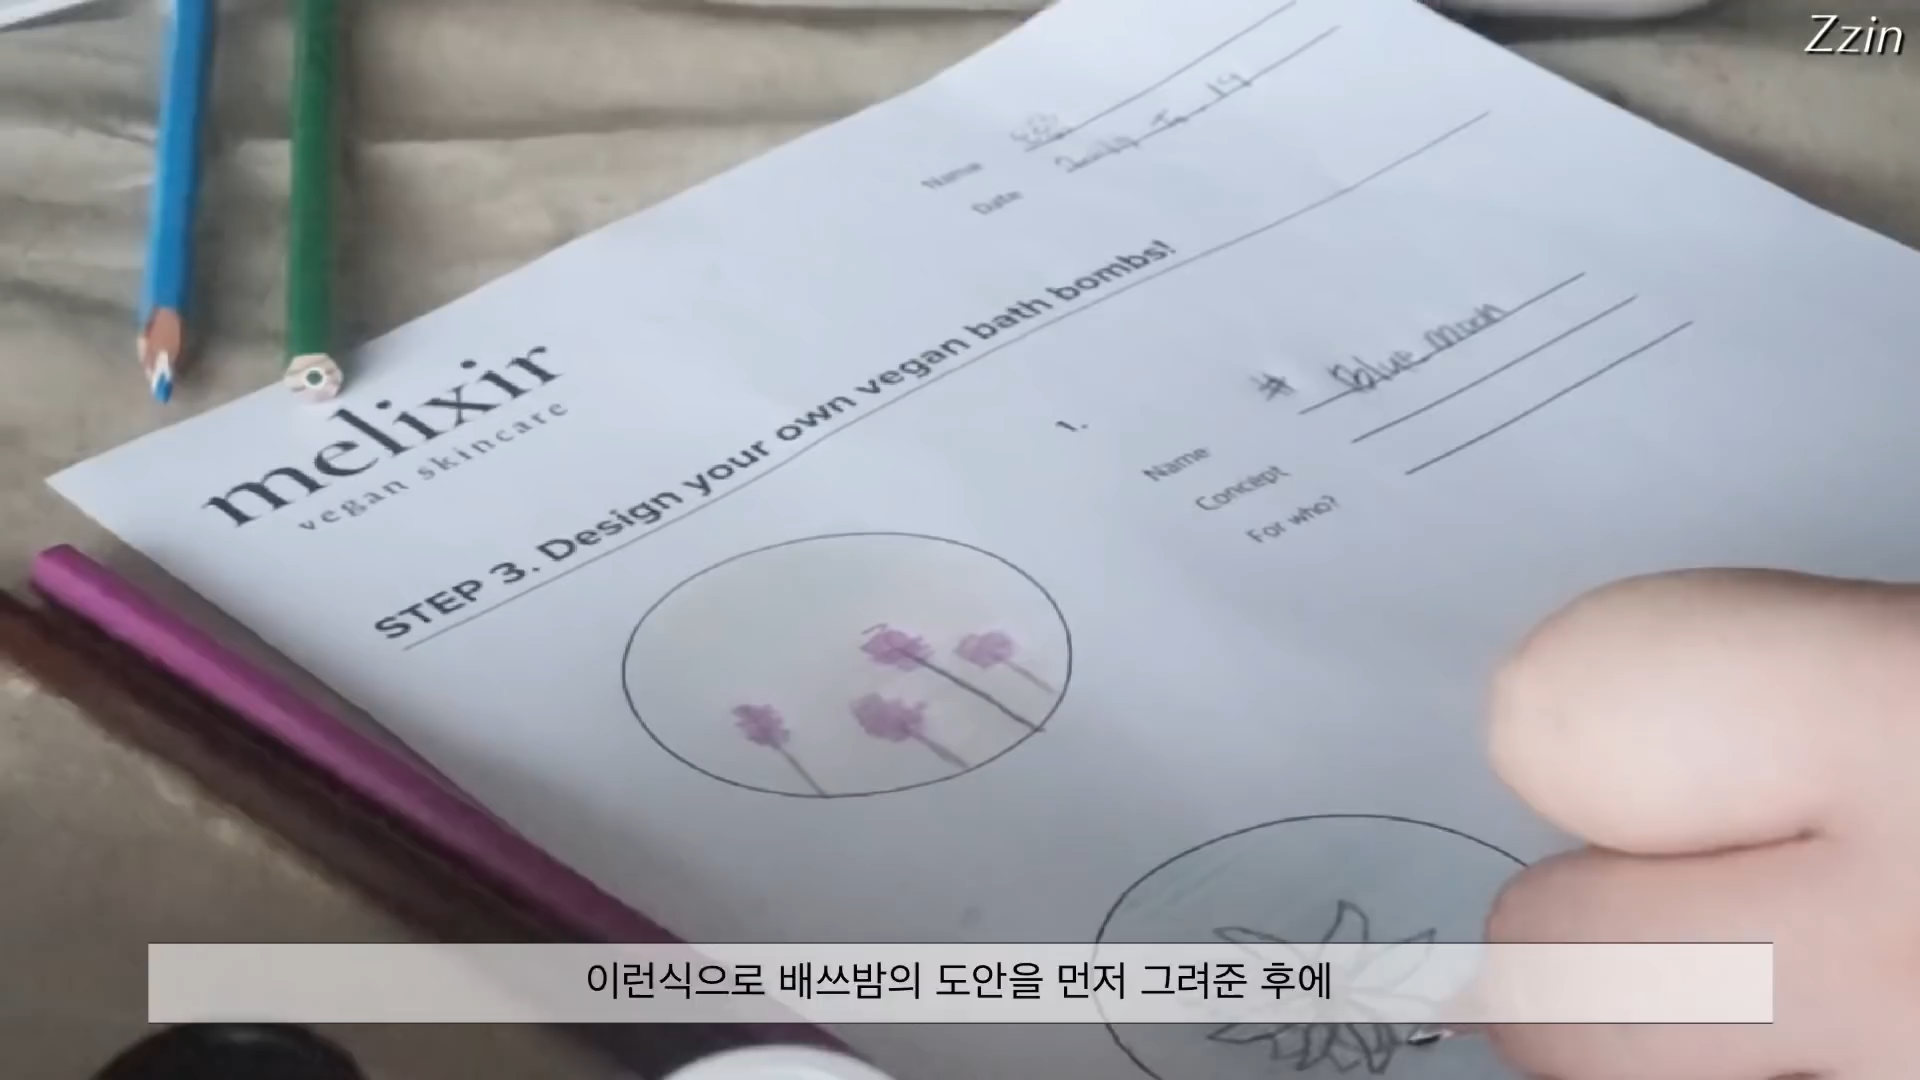 Zzin
Name
Date
melixir
vegan skincare
STEP 3. Design your own vegan bath bombs!
1.
Name # Blue Moon
Concept
For who?
이런식으로 배쓰밤의 도안을 먼저 그려준 후에